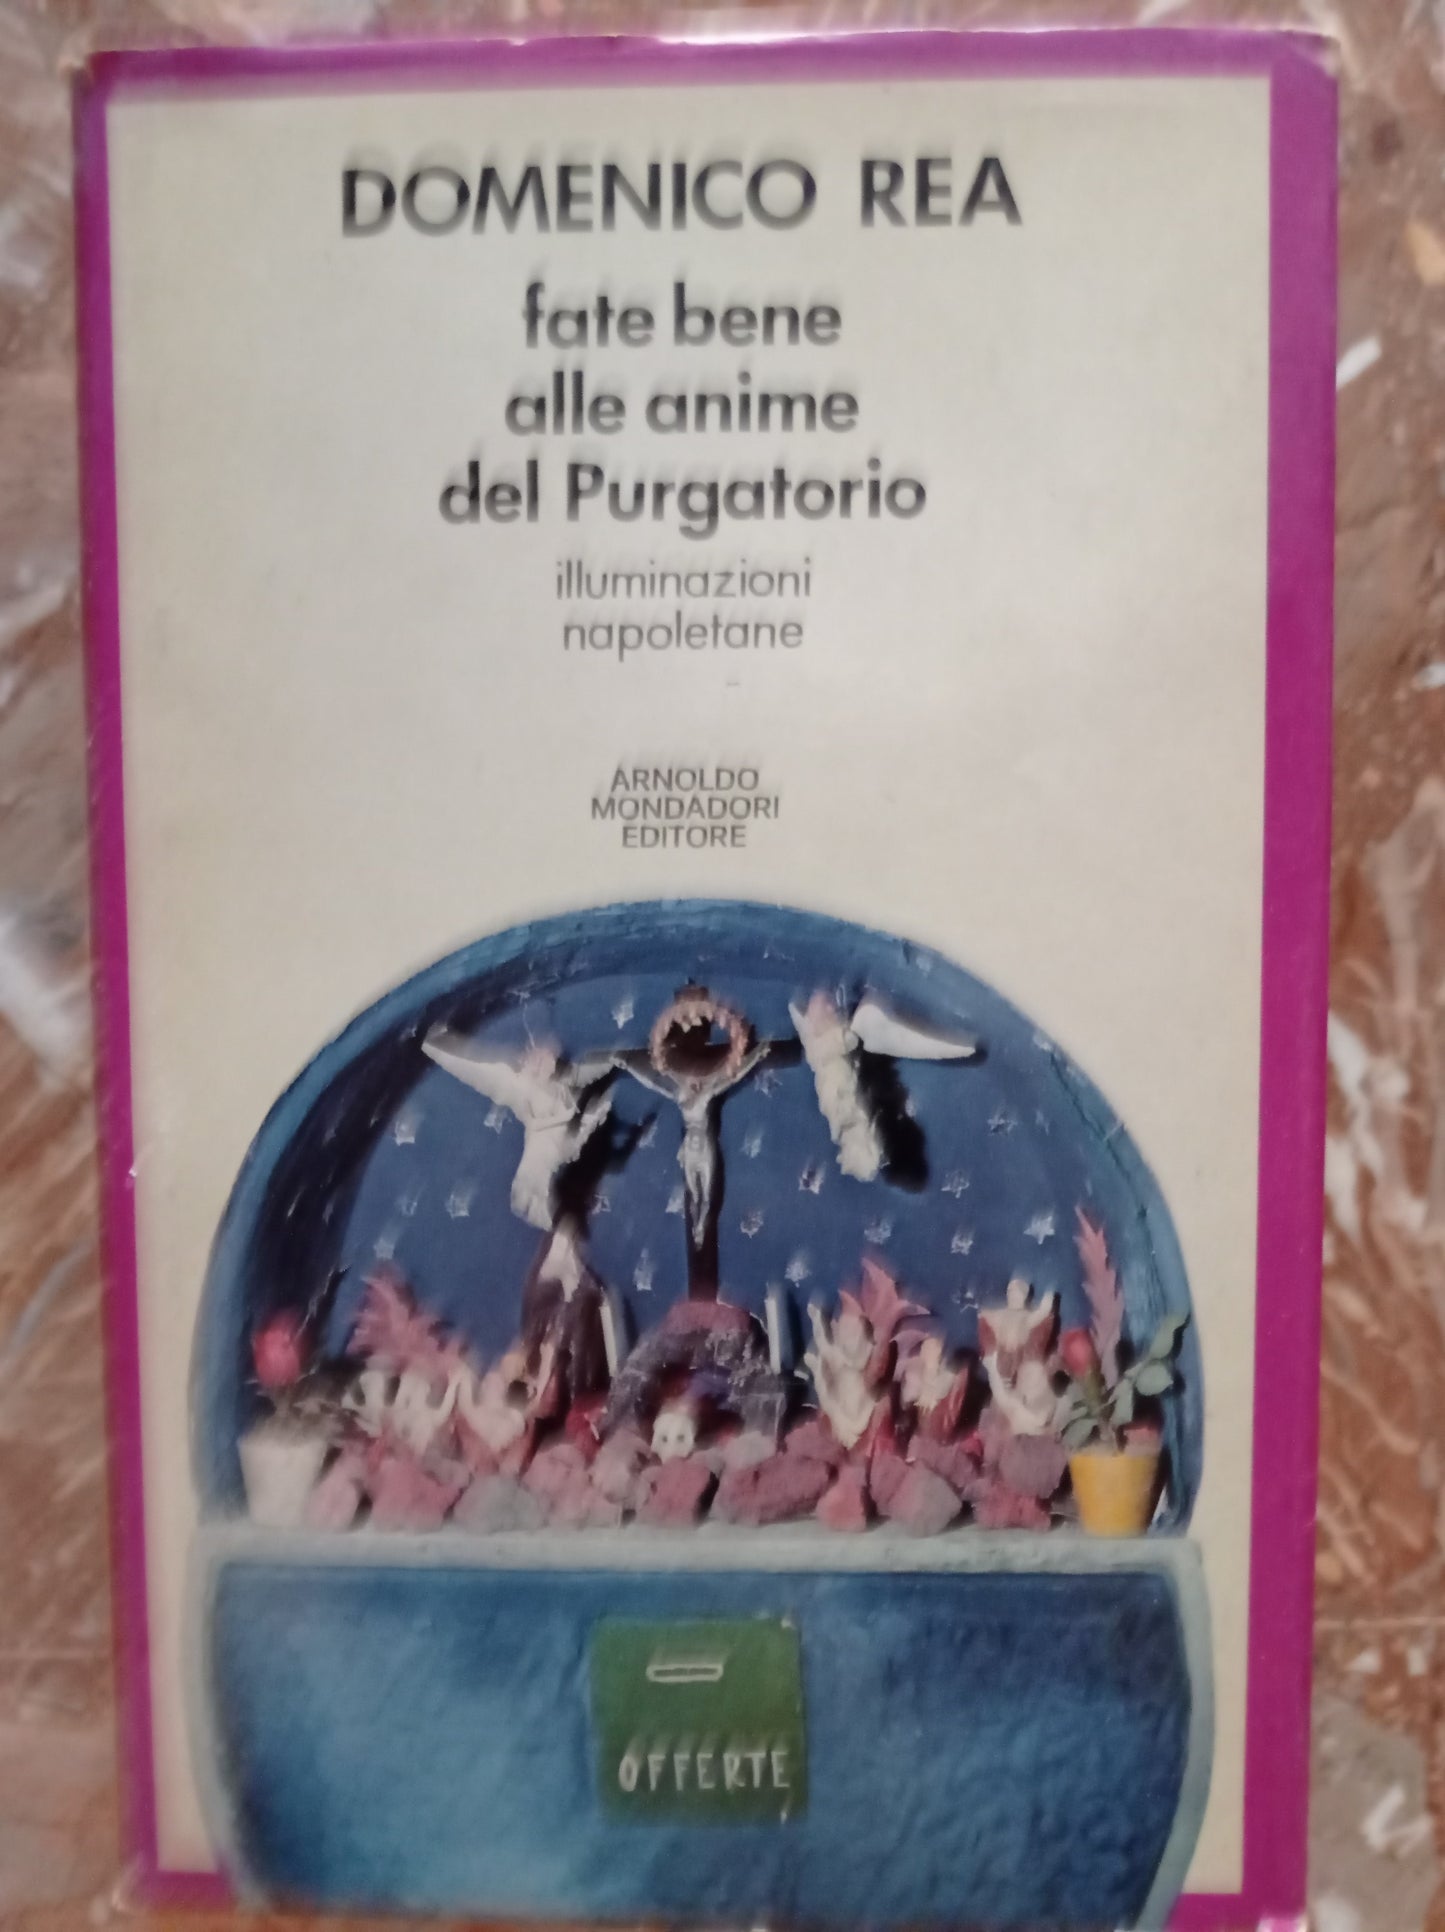 DOMENICO REA
fate bene
alle anime
del Purgatorio
illuminazioni
napoletane
ARNOLDO
MONDADORI
EDITORE
OFFERTE